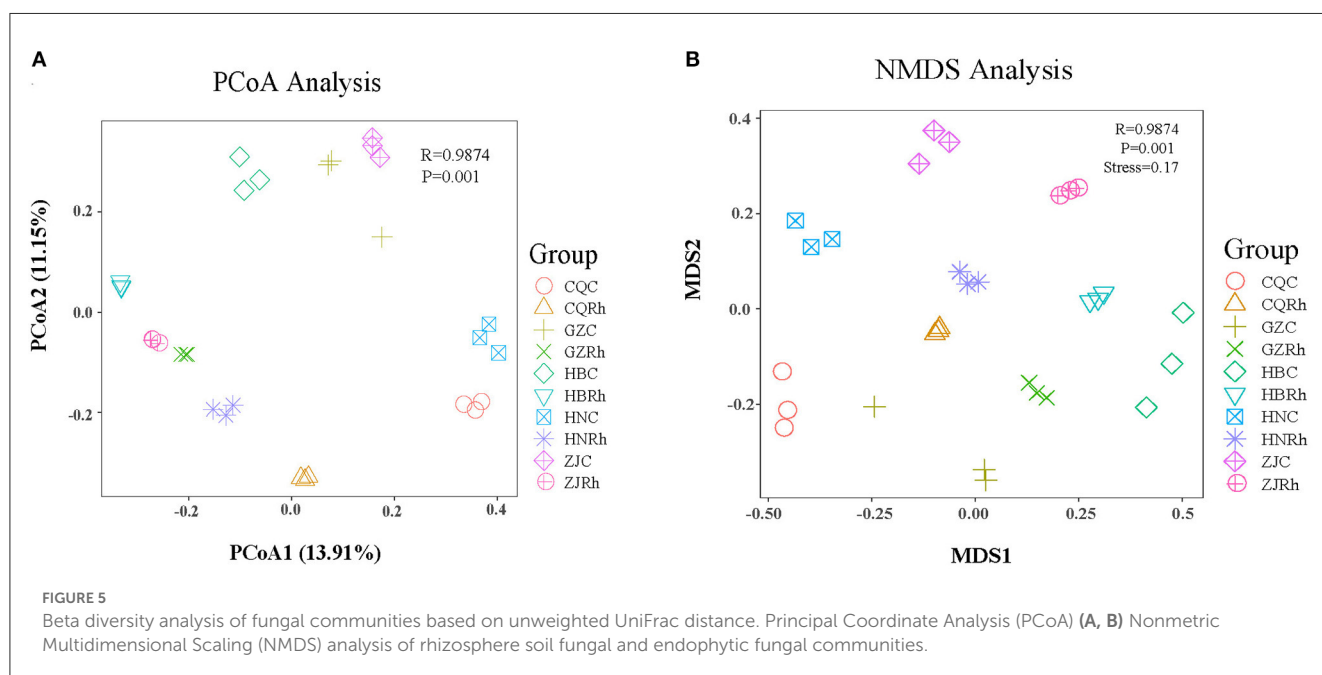 A
PCoA Analysis
R=0.9874
P=0.001
0.2
0.0
-0.2
-0.2
0.0
0.2
0.4
PCoA2 (11.15%)
PCoA1 (13.91%)
Group
CQC
CQRh
GZC
GZRh
HBC
HBRh
HNC
HNRh
ZJC
ZJRh
B
NMDS Analysis
R=0.9874
P=0.001
Stress=0.17
0.4
0.2
0.0
-0.2
-0.50
-0.25
0.00
0.25
0.5
MDS2
MDS1
Group
CQC
CQRh
GZC
GZRh
HBC
HBRh
HNC
HNRh
ZJC
ZJRh
FIGURE 5
Beta diversity analysis of fungal communities based on unweighted UniFrac distance. Principal Coordinate Analysis (PCoA) (A, B) Nonmetric
Multidimensional Scaling (NMDS) analysis of rhizosphere soil fungal and endophytic fungal communities.